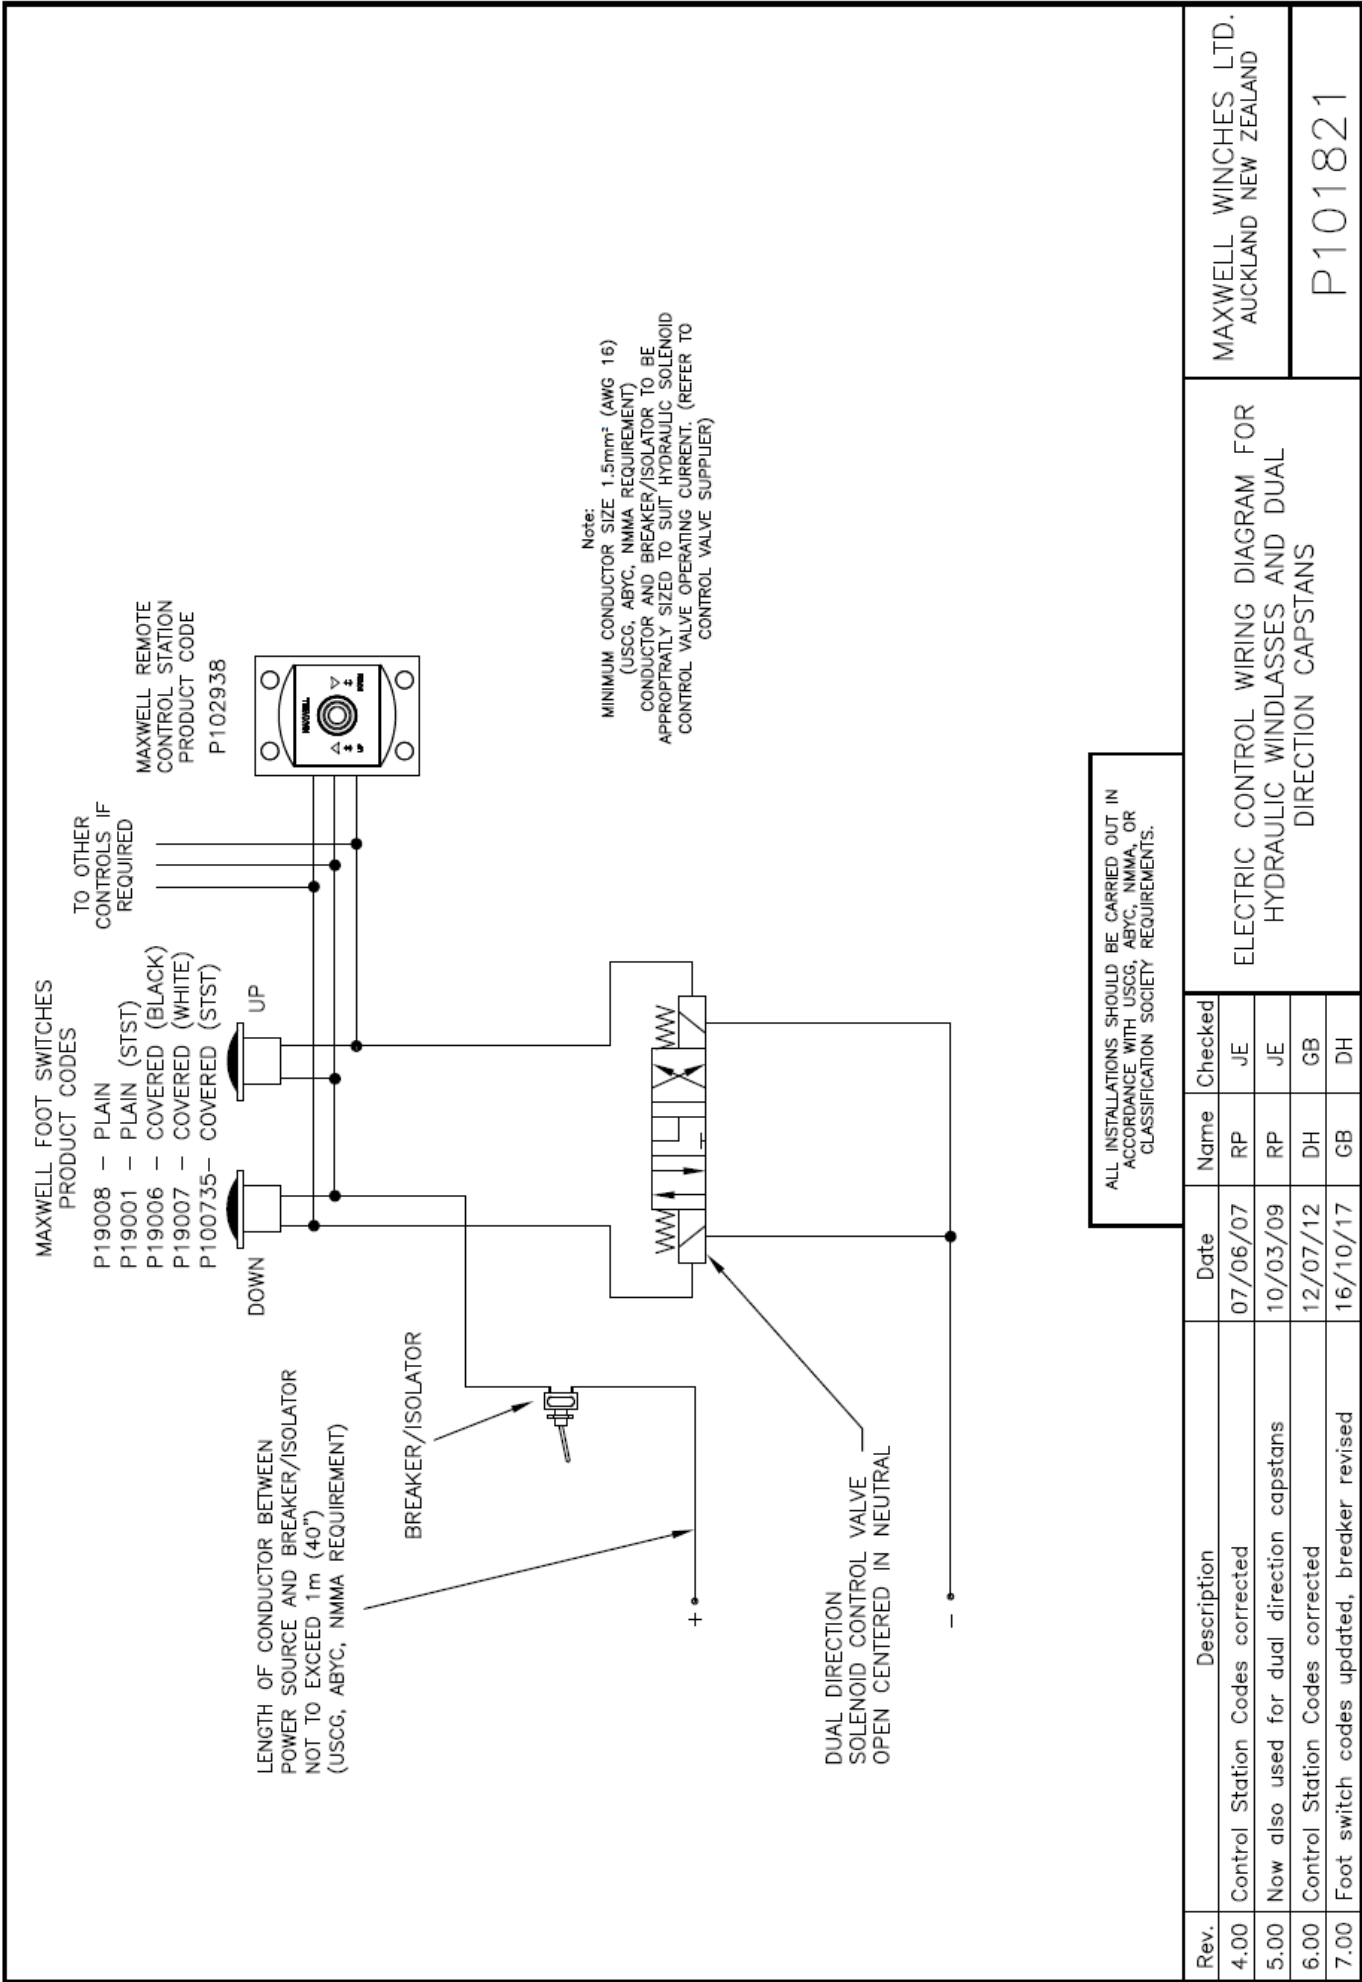 MAXWELL FOOT SWITCHES
PRODUCT CODES
P19008 - PLAIN
P19001 - PLAIN (STST)
P19006 - COVERED (BLACK)
P19007 - COVERED (WHITE)
P100735- COVERED (STST)
DOWN
UP
TO OTHER
CONTROLS IF
REQUIRED
MAXWELL REMOTE
CONTROL STATION
PRODUCT CODE
P102938
MAXWELL
UP
LENGTH OF CONDUCTOR BETWEEN
POWER SOURCE AND BREAKER/ISOLATOR
NOT TO EXCEED 1m (40")
(USCG, ABYC, NMMA REQUIREMENT)
BREAKER/ISOLATOR
+
-
DUAL DIRECTION
SOLENOID CONTROL VALVE
OPEN CENTERED IN NEUTRAL
Note:
MINIMUM CONDUCTOR SIZE 1.5mm² (AWG 16)
(USCG, ABYC, NMMA REQUIREMENT)
CONDUCTOR AND BREAKER/ISOLATOR TO BE
APPROPTRATLY SIZED TO SUIT HYDRAULIC SOLENOID
CONTROL VALVE OPERATING CURRENT. (REFER TO
CONTROL VALVE SUPPLIER)
ALL INSTALLATIONS SHOULD BE CARRIED OUT IN
ACCORDANCE WITH USCG, ABYC, NMMA, OR
CLASSIFICATION SOCIETY REQUIREMENTS.
Rev. Description Date Name Checked
4.00 Control Station Codes corrected 07/06/07 RP JE
5.00 Now also used for dual direction capstans 10/03/09 RP JE
6.00 Control Station Codes corrected 12/07/12 DH GB
7.00 Foot switch codes updated, breaker revised 16/10/17 GB DH
ELECTRIC CONTROL WIRING DIAGRAM FOR
HYDRAULIC WINDLASSES AND DUAL
DIRECTION CAPSTANS
MAXWELL WINCHES LTD.
AUCKLAND NEW ZEALAND
P101821